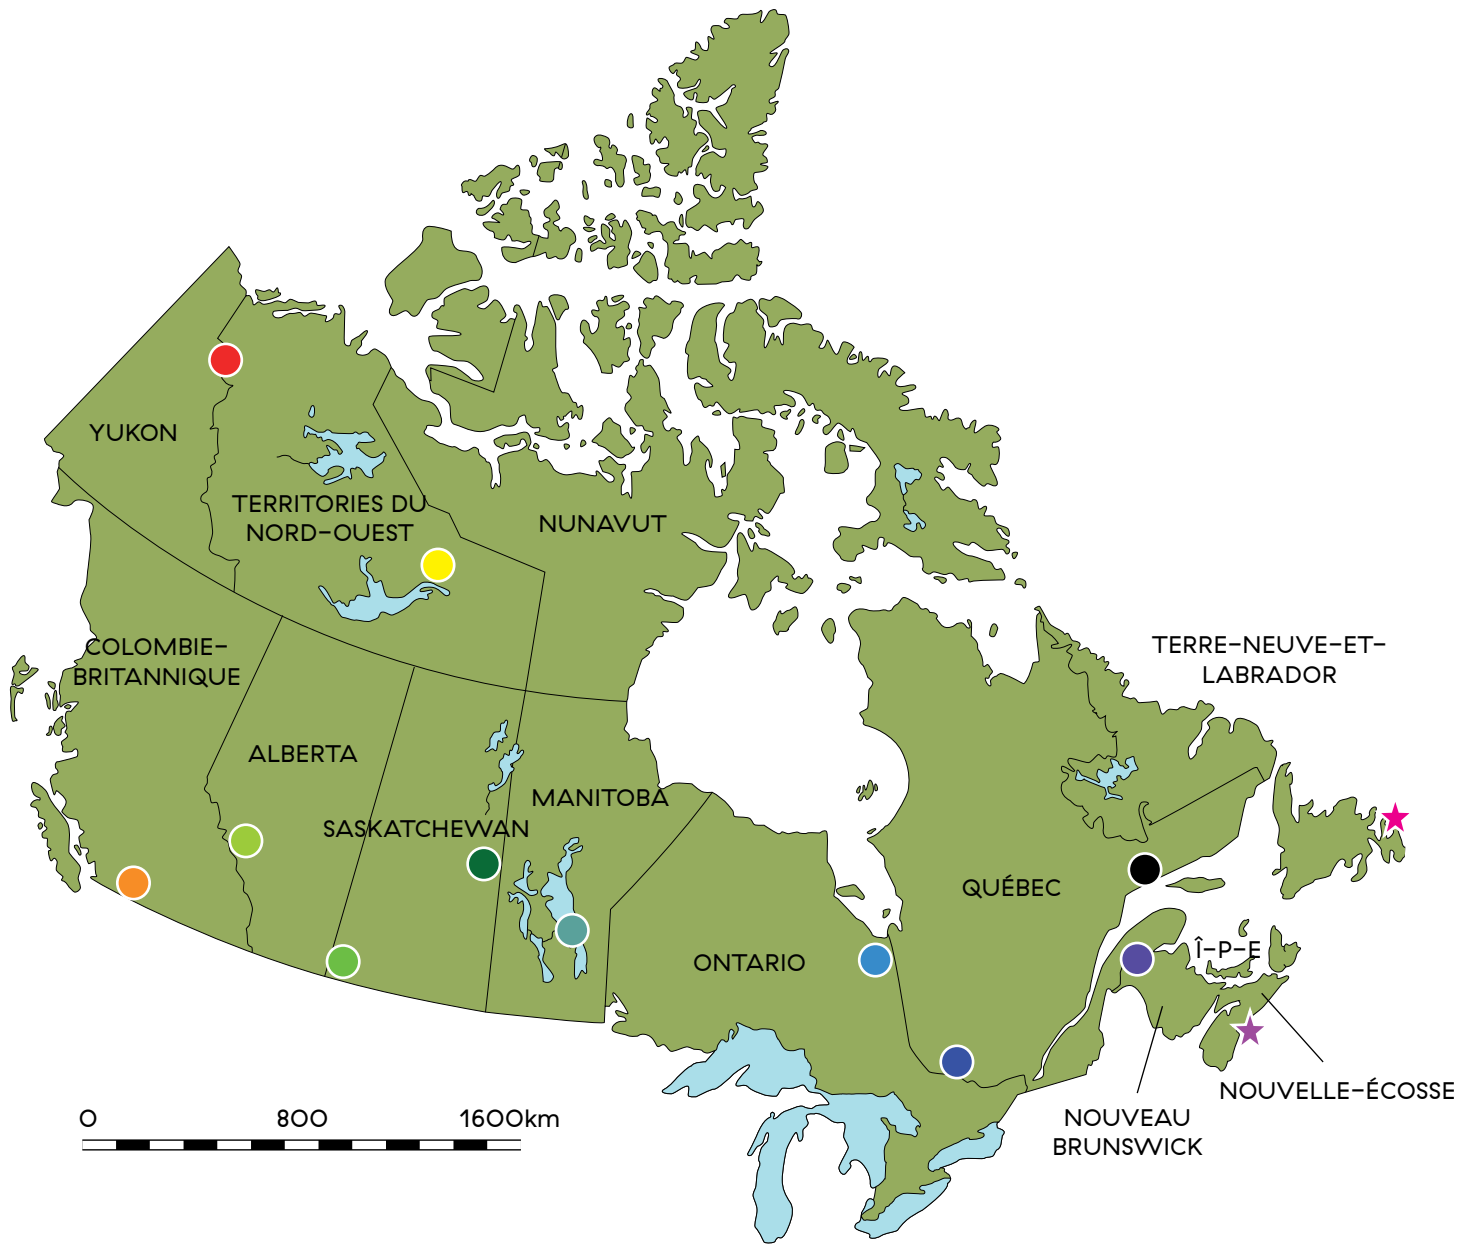 YUKON
TERRITORIES DU
NORD-OUEST
NUNAVUT
COLOMBIE-
BRITANNIQUE
TERRE-NEUVE-ET-
LABRADOR
ALBERTA
MANITOBA
SASKATCHEWAN
QUÉBEC
ONTARIO
Î-P-E
NOUVELLE-ÉCOSSE
NOUVEAU
BRUNSWICK
0 800 1600km